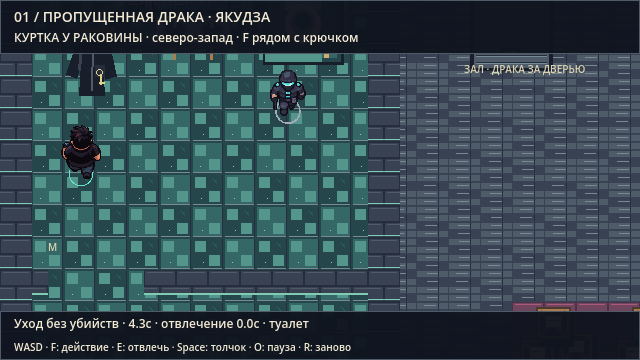 01 / ПРОПУЩЕННАЯ ДРАКА · ЯКУДЗА
КУРТКА У РАКОВИНЫ · северо-запад · F рядом с крючком
ЗАЛ · ДРАКА ЗА ДВЕРЬЮ
М
Уход без убийств · 4.3с · отвлечение 0.0с · туалет
WASD · F: действие · E: отвлечь · Space: толчок · O: пауза · R: заново